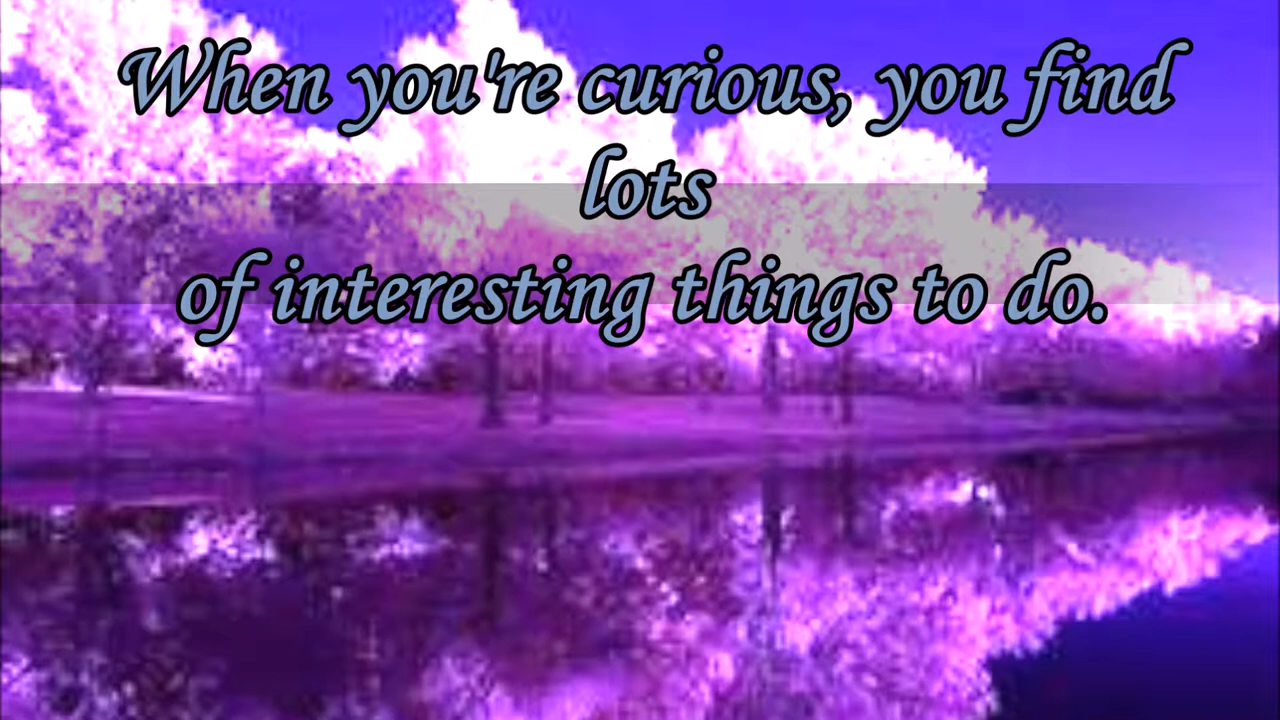 When you're curious, you find
lots
of interesting things to do.